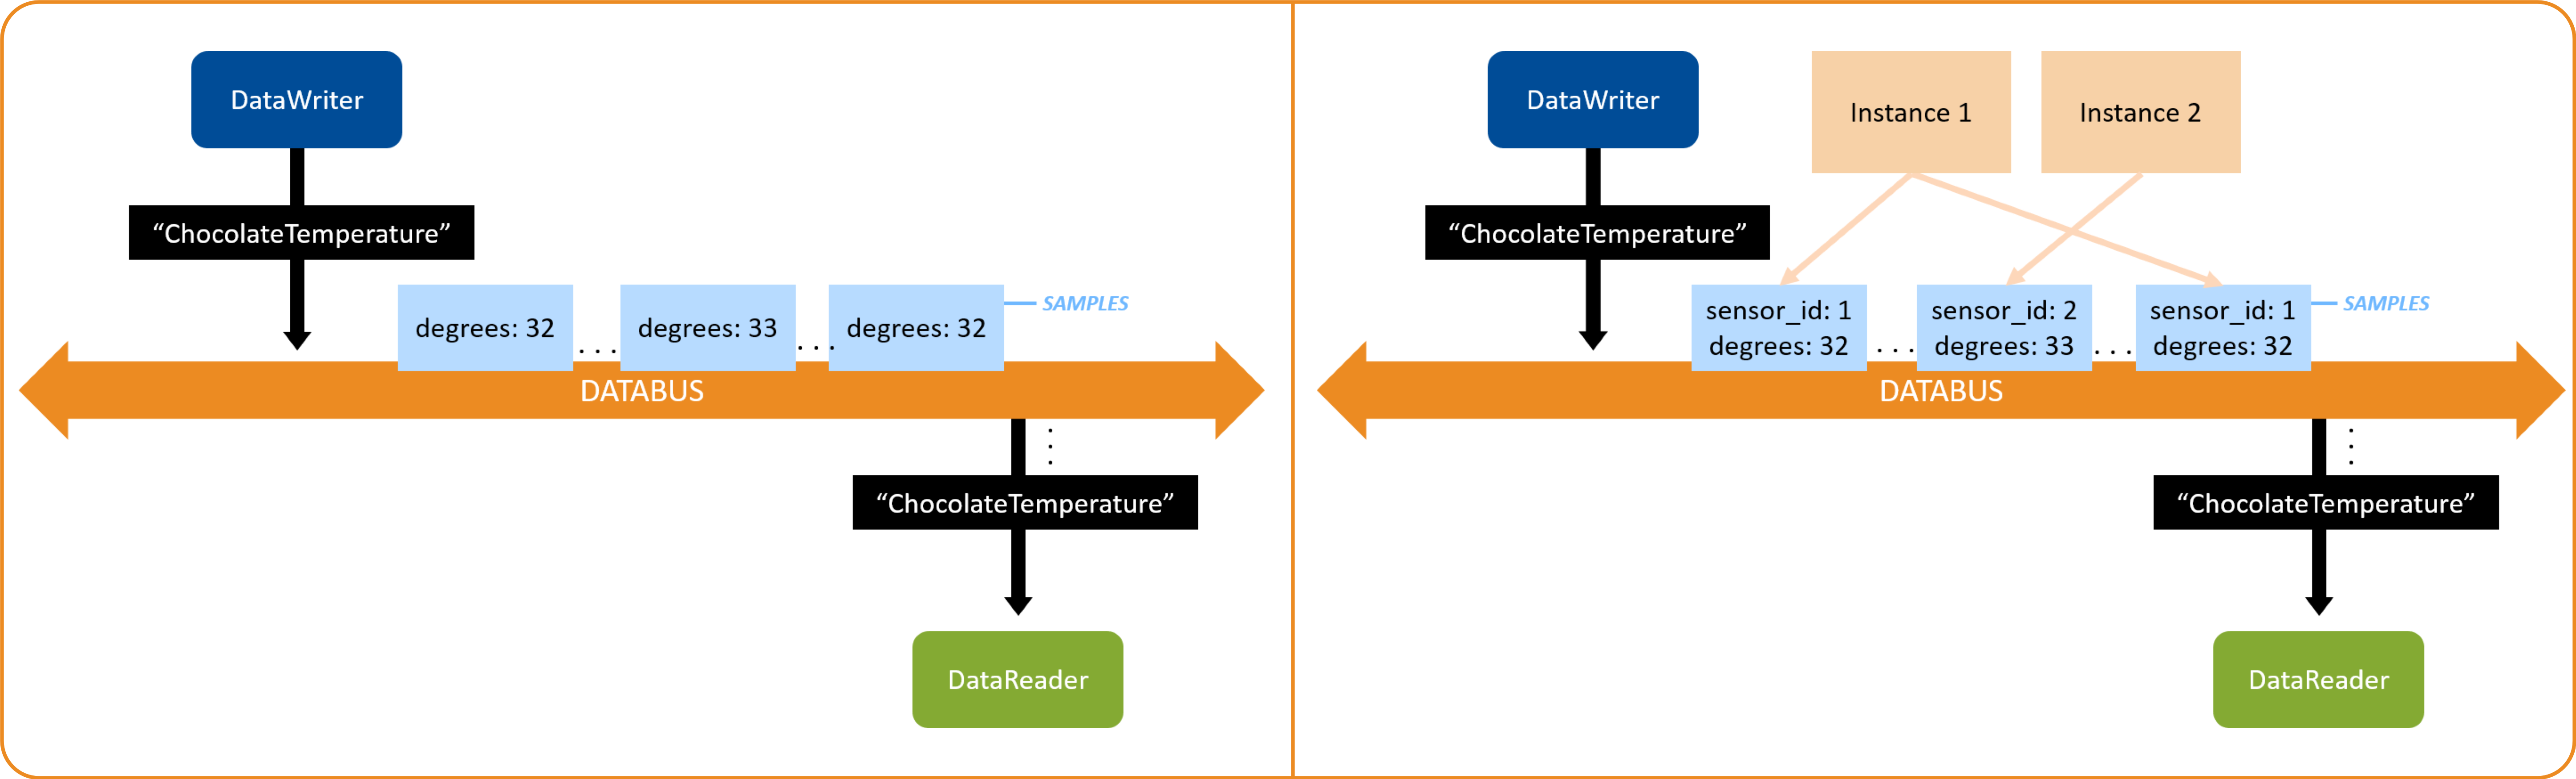 DataWriter
“ChocolateTemperature”
degrees: 32
. . .
degrees: 33
. . .
degrees: 32
SAMPLES
DATABUS
“ChocolateTemperature”
DataReader
DataWriter
Instance 1
Instance 2
“ChocolateTemperature”
sensor_id: 1
degrees: 32
. . .
sensor_id: 2
degrees: 33
. . .
sensor_id: 1
degrees: 32
SAMPLES
DATABUS
“ChocolateTemperature”
DataReader